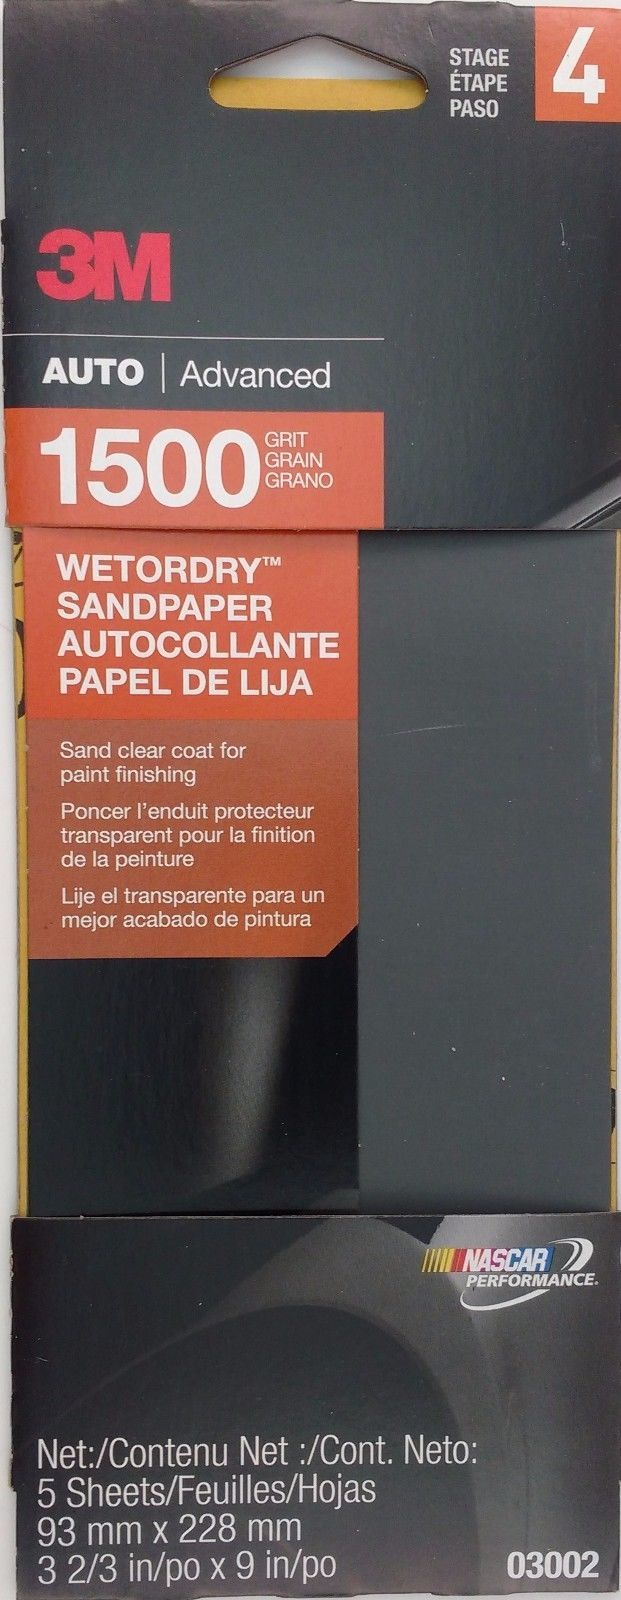 STAGE
ÉTAPE
PASO
4
3M
AUTO | Advanced
1500
GRIT
GRAIN
GRANO
WETORDRY™
SANDPAPER
AUTOCOLLANTE
PAPEL DE LIJA
Sand clear coat for
paint finishing
Poncer l'enduit protecteur
transparent pour la finition
de la peinture
Lije el transparente para un
mejor acabado de pintura
NASCAR
PERFORMANCE.
Net:/Contenu Net :/Cont. Neto:
5 Sheets/Feuilles/Hojas
93 mm x 228 mm
3 2/3 in/po x 9 in/po
03002